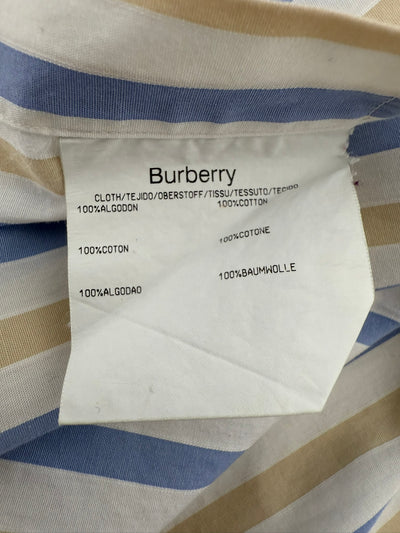 Burberry
CLOTH/TEJIDO/OBERSTOFF/TISSU/TESSUTO/TECIDO
100%ALGODON 100%COTTON
100%COTON 100%COTONE
100%ALGODAO 100%BAUMWOLLE